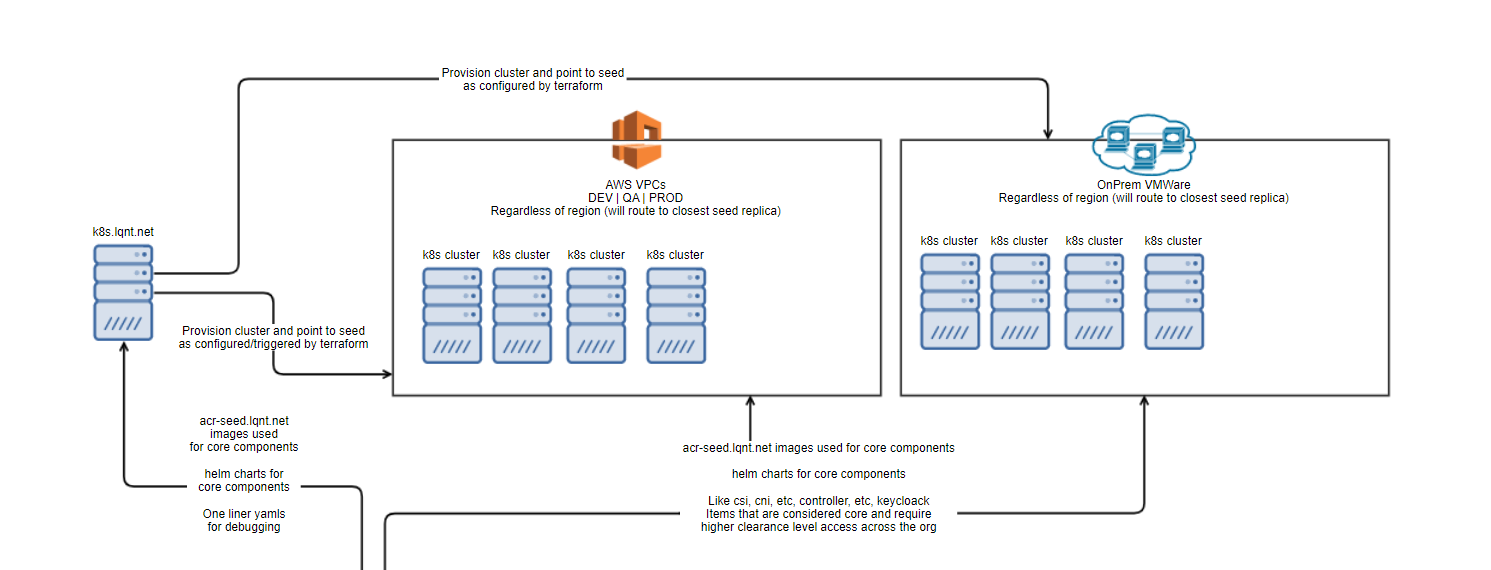 Provision cluster and point to seed
as configured by terraform
AWS VPCs
DEV | QA | PROD
Regardless of region (will route to closest seed replica)
OnPrem VMWare
Regardless of region (will route to closest seed replica)
k8s.lqnt.net
k8s cluster
k8s cluster
k8s cluster
k8s cluster
k8s cluster
k8s cluster
k8s cluster
k8s cluster
Provision cluster and point to seed
as configured/triggered by terraform
acr-seed.lqnt.net
images used
for core components
helm charts for
core components
One liner yamls
for debugging
acr-seed.lqnt.net images used for core components
helm charts for core components
Like csi, cni, etc, controller, etc, keycloack
Items that are considered core and require
higher clearance level access across the org